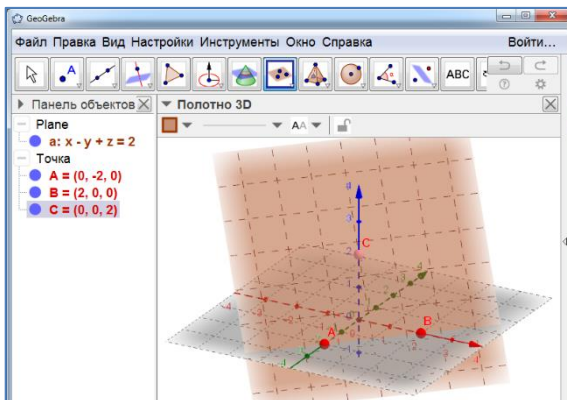 GeoGebra
Файл Правка Вид Настройки Инструменты Окно Справка Войти...
ABC
Панель объектов
Полотно 3D
Plane
a: x - y + z = 2
Точка
A = (0, -2, 0)
B = (2, 0, 0)
C = (0, 0, 2)
AA
C
A
B